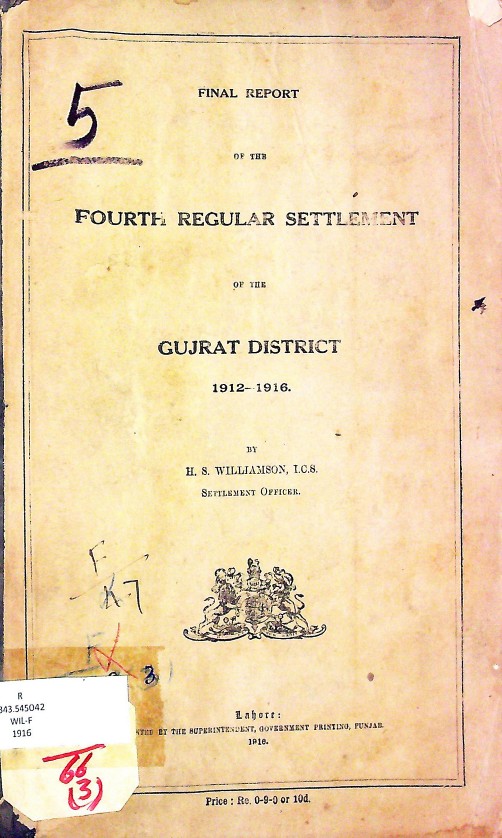 5
FINAL REPORT
OF THE
FOURTH REGULAR SETTLEMENT
OF THE
GUJRAT DISTRICT
1912-1916.
BY
H. S. WILLIAMSON, I.C.S.
SETTLEMENT OFFICER.
F
K-7
F
3
Lahore:
BY THE SUPERINTENDENT, GOVERNMENT PRINTING, PUNJAB.
1916.
R
343.545042
WIL-F
1916
66
(3)
Price : Re. 0-9-0 or 10d.